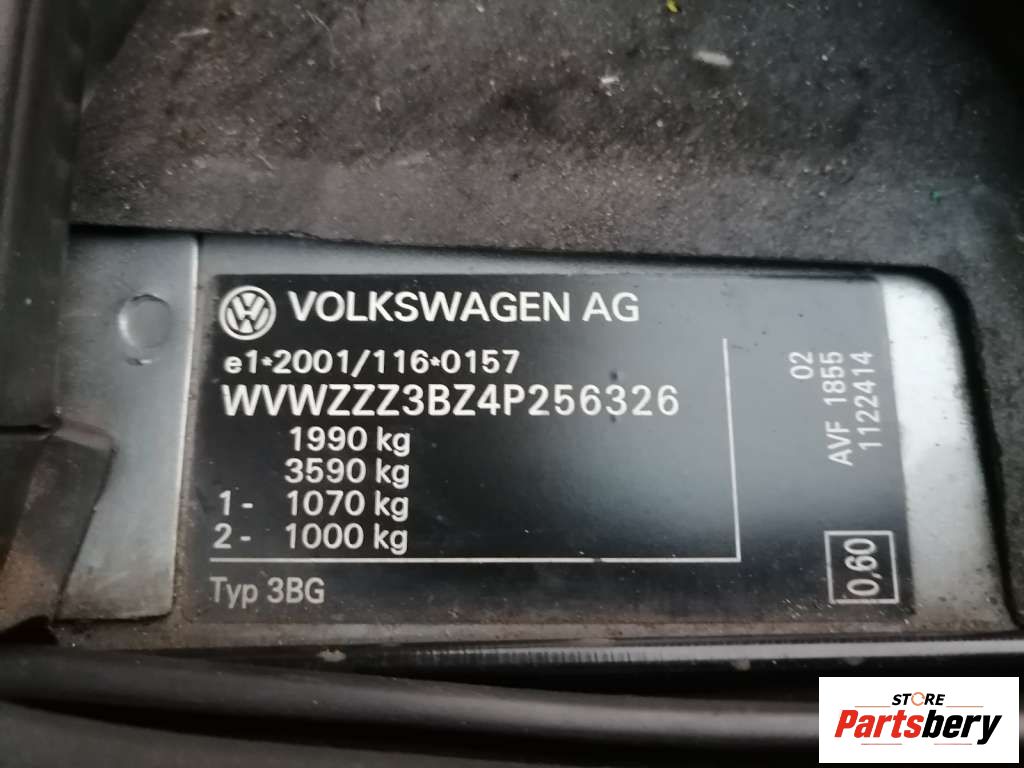 VOLKSWAGEN AG
e1*2001/116*0157
WVWZZZ3BZ4P256326
1990 kg
3590 kg
1- 1070 kg
2- 1000 kg
Typ 3BG
02
AVF 1855
1122414
0,60
STORE
Partsbery